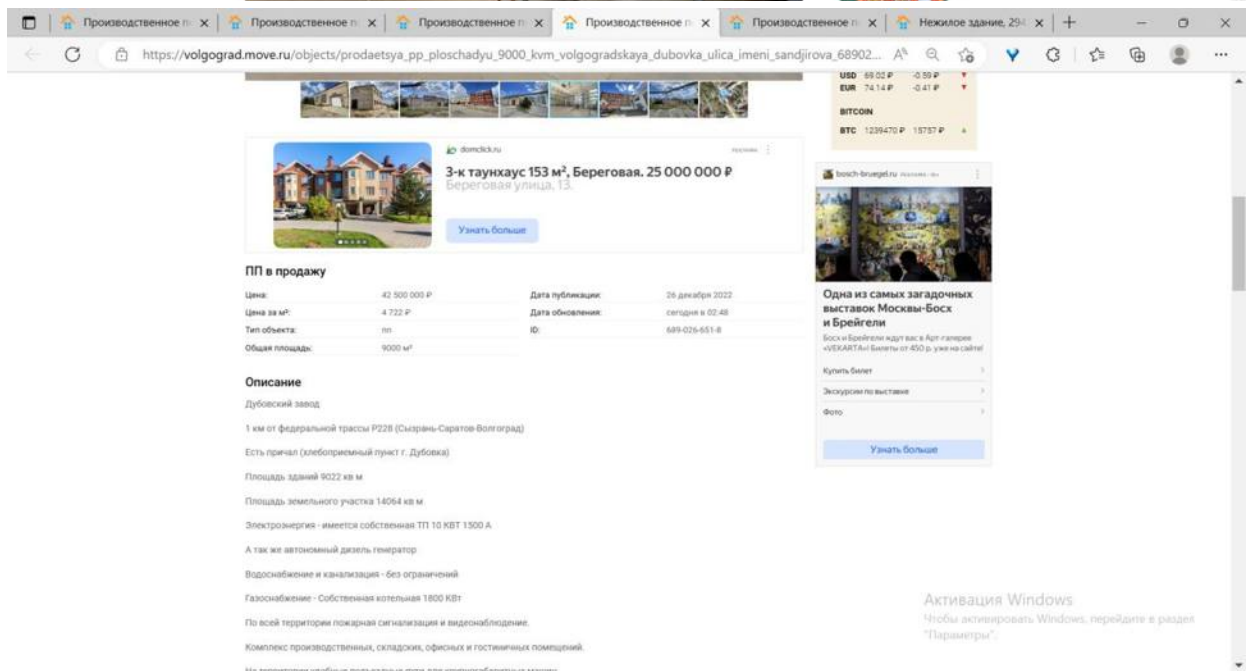 Производственное п
Производственное п
Производственное п
Производственное п
Производственное п
Нежилое здание, 294
https://volgograd.move.ru/objects/prodaetsya_pp_ploschadyu_9000_kvm_volgogradskaya_dubovka_ulica_imeni_sandjirova_68902...
USD 69.02 ₽ -0.59 ₽
EUR 74.14 ₽ -0.41 ₽
BITCOIN
BTC 1239470 ₽ 15757 ₽
domclick.ru
3-к таунхаус 153 м², Береговая. 25 000 000 ₽
Береговая улица, 13.
Узнать больше
ПП в продажу
Цена: 42 500 000 ₽ Дата публикации: 26 декабря 2022
Цена за м²: 4 722 ₽ Дата обновления: сегодня в 02:48
Тип объекта: пп ID: 689-026-651-8
Общая площадь: 9000 м²
Описание
Дубовский завод
1 км от федеральной трассы Р228 (Сызрань-Саратов-Волгоград)
Есть причал (хлебоприемный пункт г. Дубовка)
Площадь зданий 9022 кв м
Площадь земельного участка 14064 кв м
Электроэнергия - имеется собственная ТП 10 КВТ 1500 А
А так же автономный дизель генератор
Водоснабжение и канализация - без ограничений
Газоснабжение - Собственная котельная 1800 КВт
По всей территории пожарная сигнализация и видеонаблюдение.
Комплекс производственных, складских, офисных и гостиничных помещений.
bosch-bruegel.ru
Одна из самых загадочных
выставок Москвы-Босх
и Брейгели
Босх и Брейгели ждут вас в Арт-галерее
«VEKARTA»! Билеты от 450 р. уже на сайте!
Купить билет
Экскурсии по выставке
Фото
Узнать больше
Активация Windows
Чтобы активировать Windows, перейдите в раздел
"Параметры".